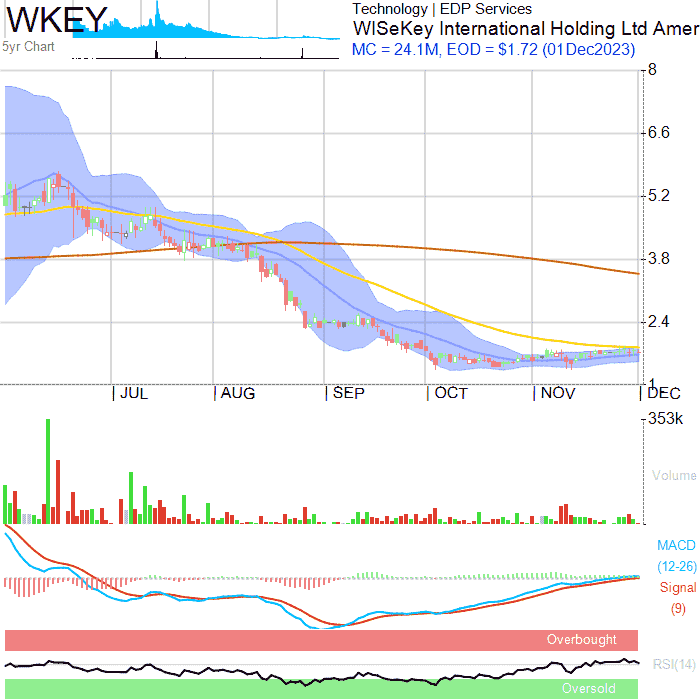 WKEY
5yr Chart
Technology | EDP Services
WISeKey International Holding Ltd Amer
MC = 24.1M, EOD = $1.72 (01Dec2023)
8
6.6
5.2
3.8
2.4
1
JUL AUG SEP OCT NOV DEC
353k
Volume
MACD
(12-26)
Signal
(9)
Overbought
RSI(14)
Oversold